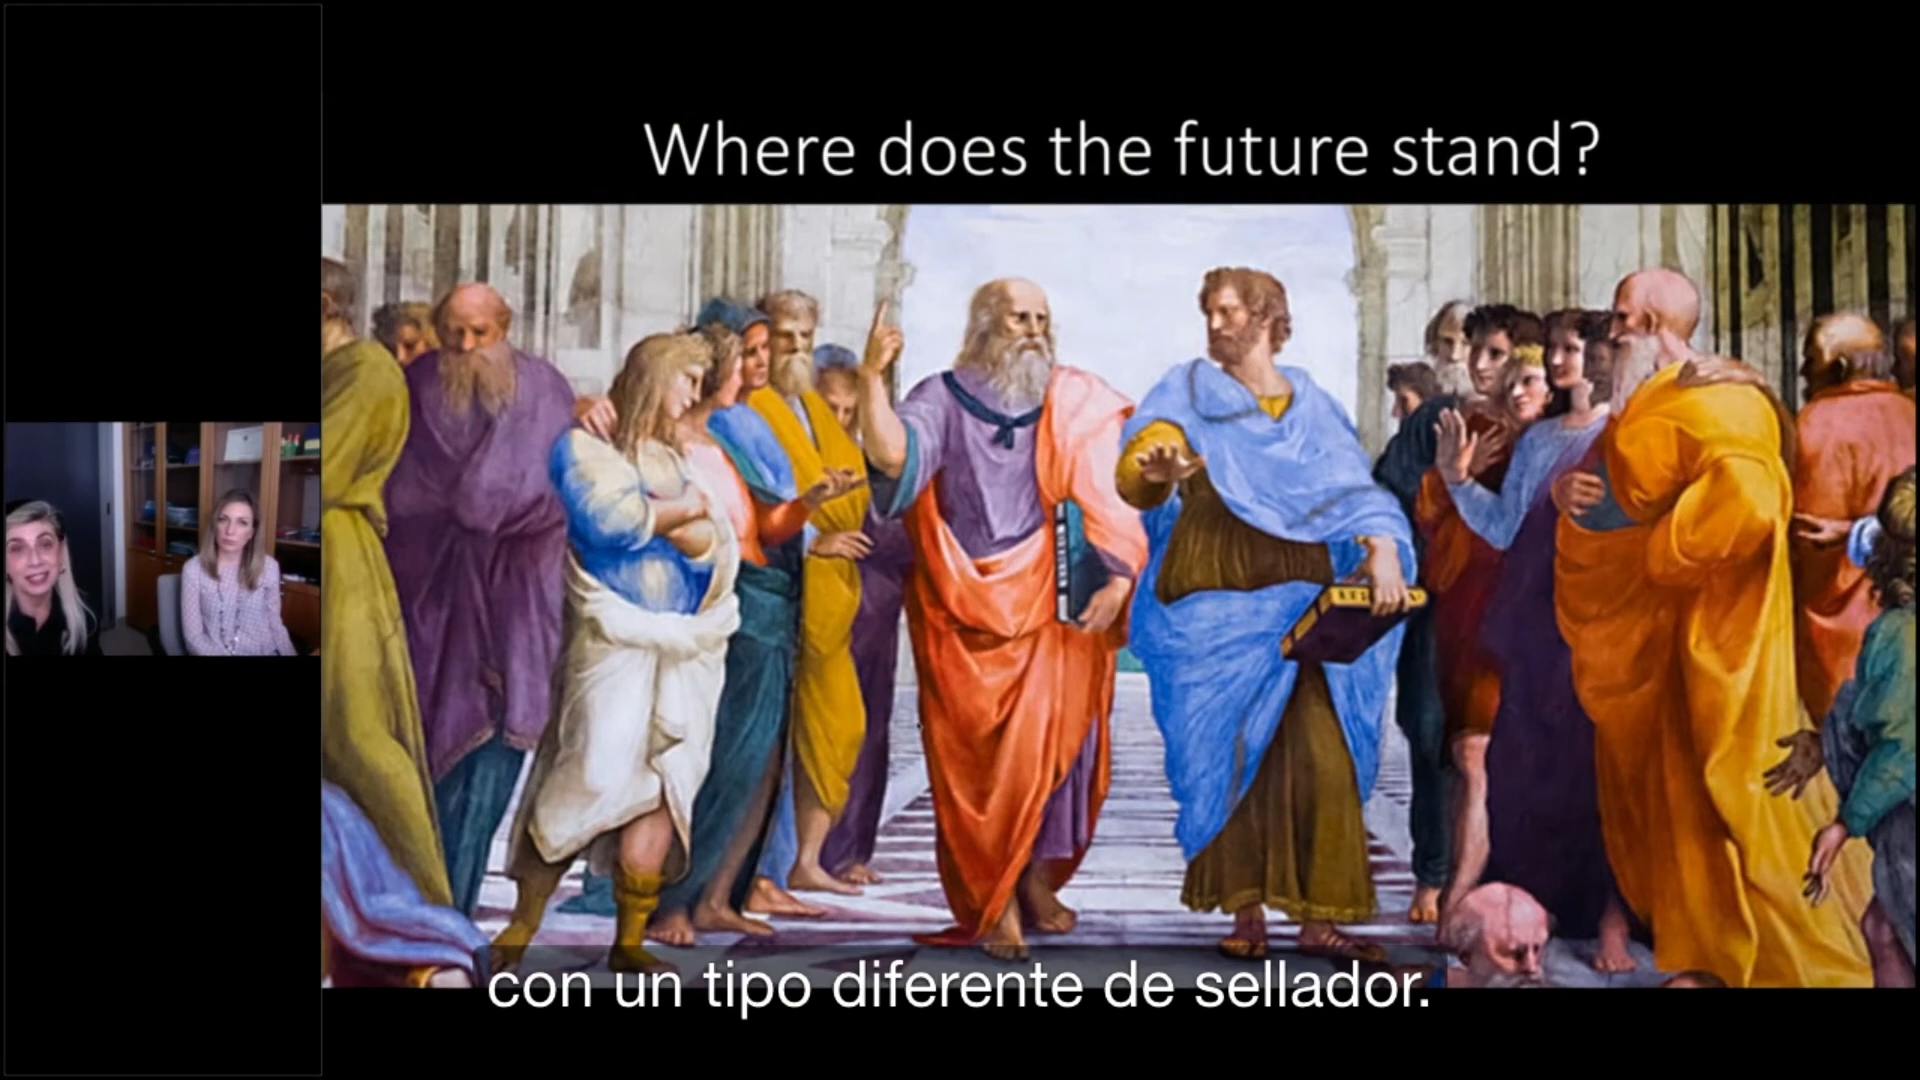 Where does the future stand?
con un tipo diferente de sellador.